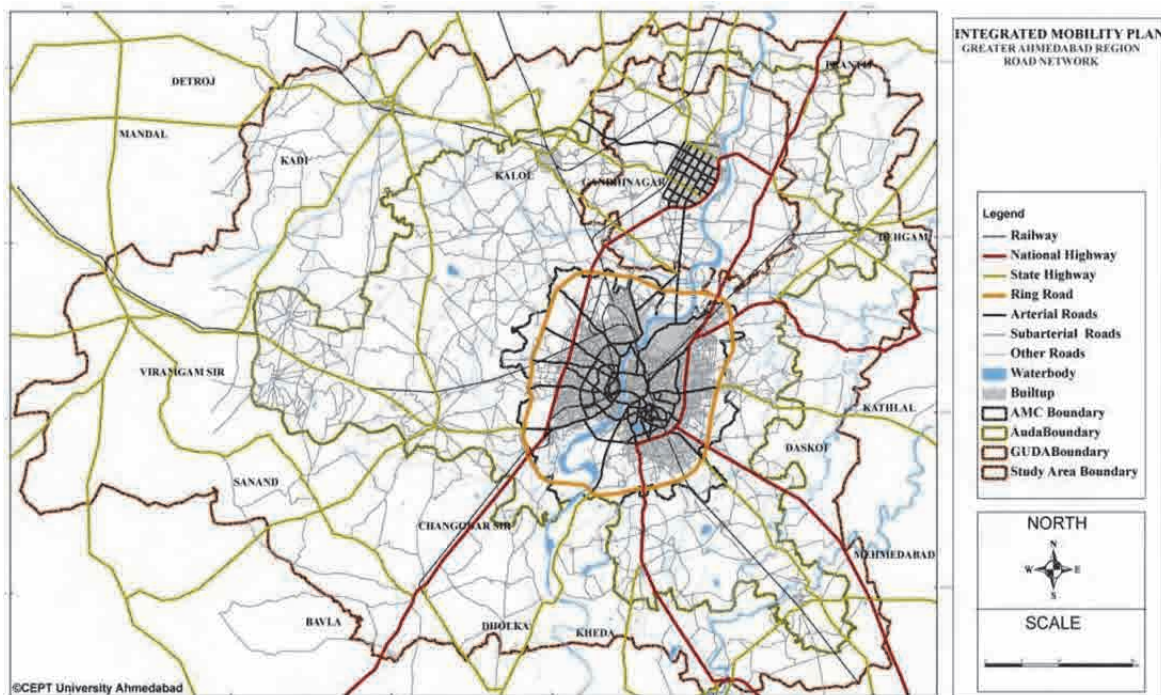 INTEGRATED MOBILITY PLAN
GREATER AHMEDABAD REGION
ROAD NETWORK
DETROJ
MANDAL
KADI
KALOL
GANDHINAGAR
PRANTIJ
DEHGAM
VIRAMGAM SIR
KATHLAL
DASKOI
SANAND
CHANGODAR SIR
MEHMEDABAD
BAVLA
DHOLKA
KHEDA
Legend
Railway
National Highway
State Highway
Ring Road
Arterial Roads
Subarterial Roads
Other Roads
Waterbody
Builtup
AMC Boundary
AudaBoundary
GUDABoundary
Study Area Boundary
NORTH
N
W E
S
SCALE
©CEPT University Ahmedabad